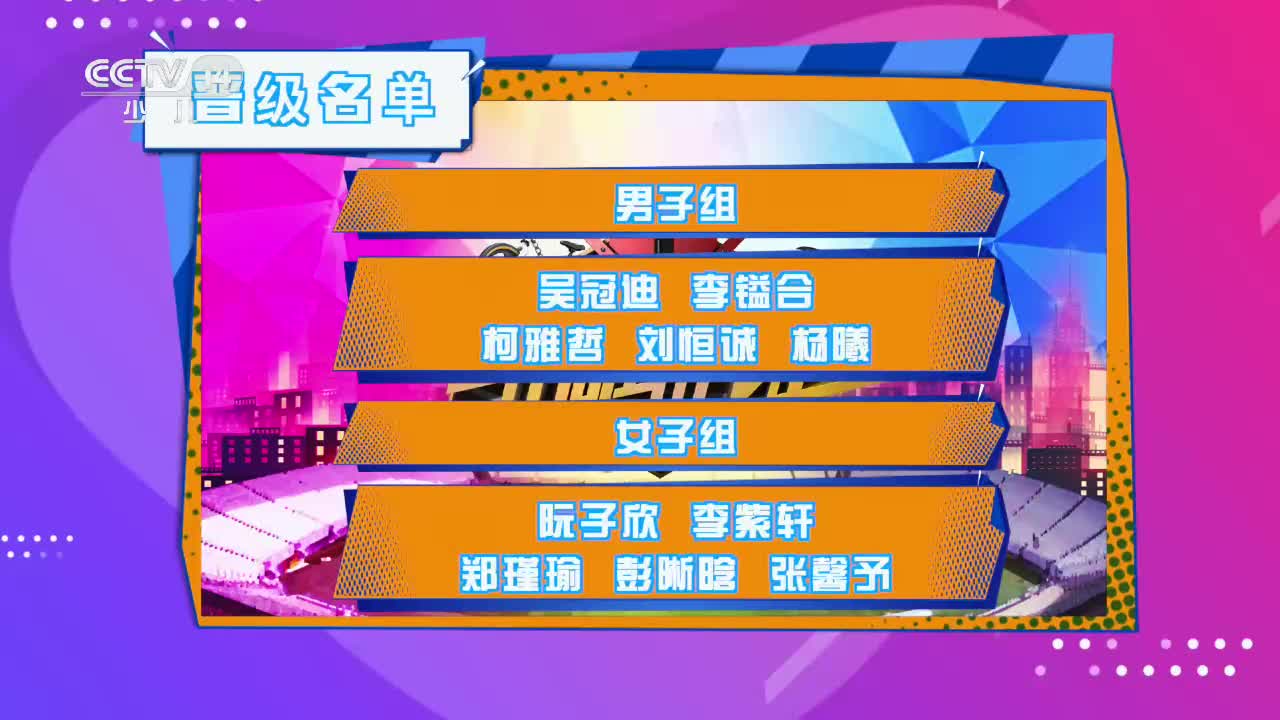 CCTV 14
少儿
晋级名单
男子组
吴冠迪 李镒合
柯雅哲 刘恒诚 杨曦
女子组
阮子欣 李紫轩
郑瑾瑜 彭晰晗 张馨予